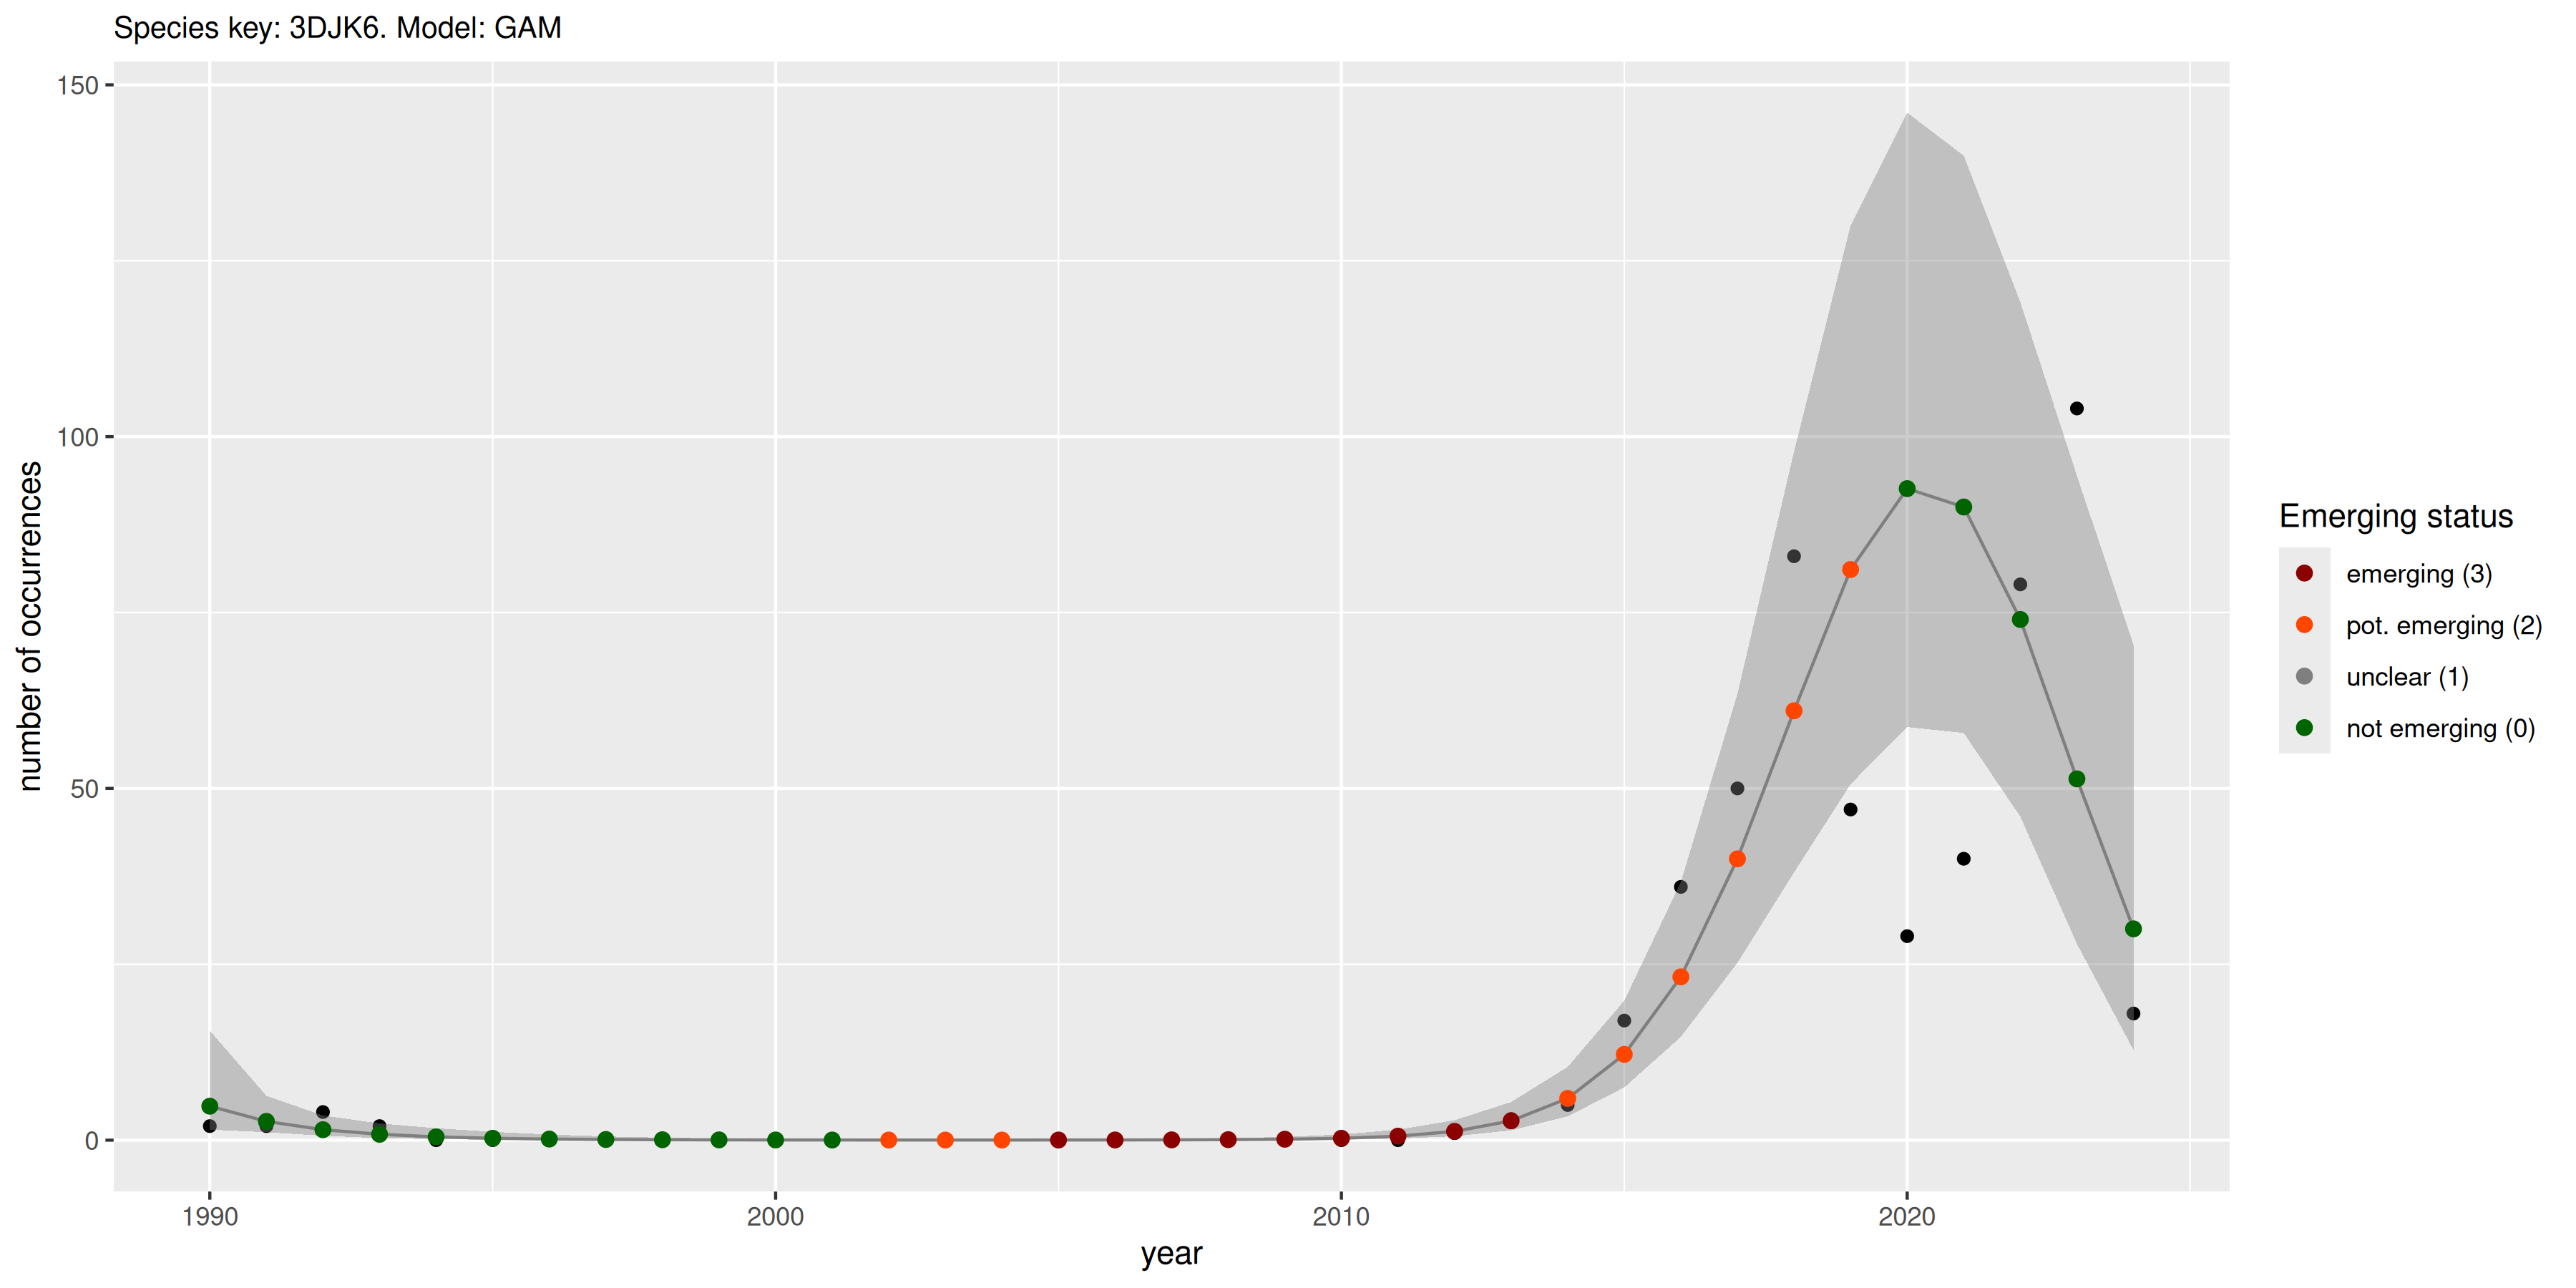 Species key: 3DJK6. Model: GAM
150
100
50
0
number of occurrences
1990
2000
2010
2020
year
Emerging status
emerging (3)
pot. emerging (2)
unclear (1)
not emerging (0)